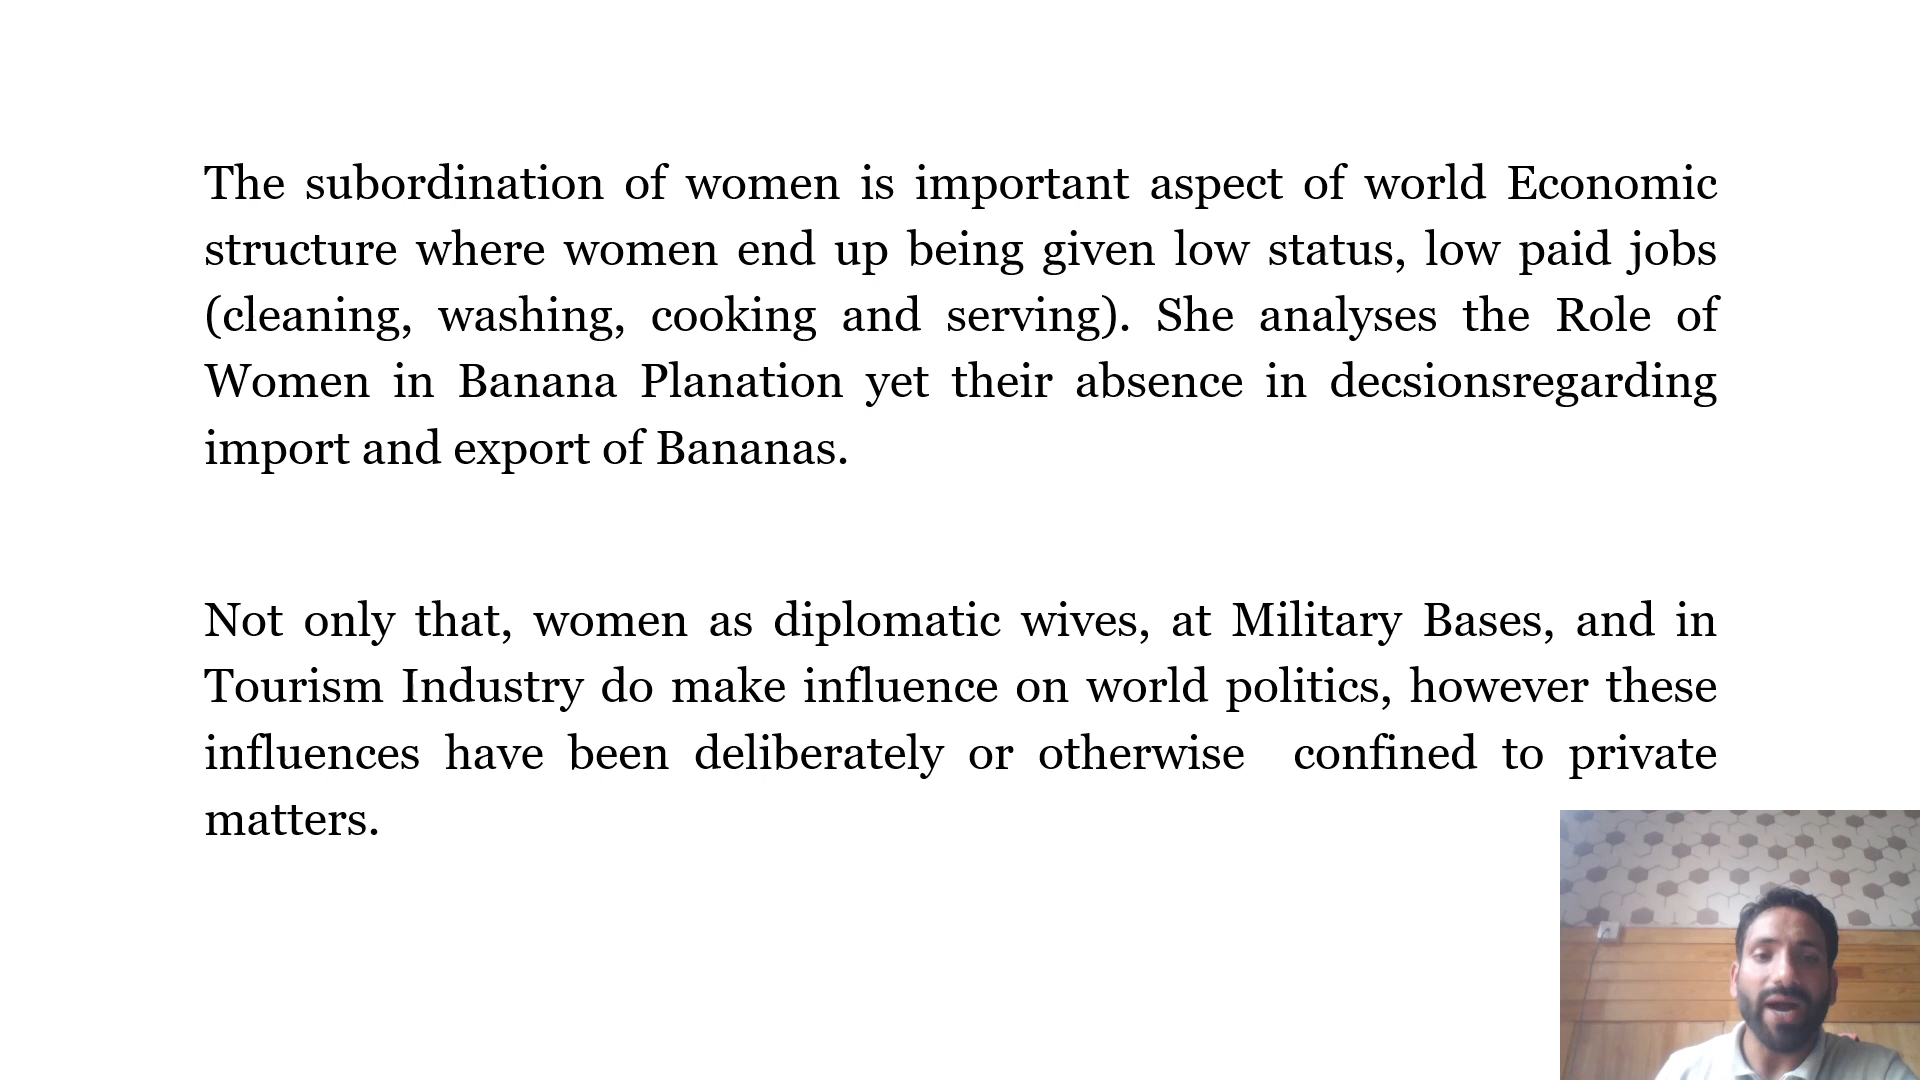 The subordination of women is important aspect of world Economic
structure where women end up being given low status, low paid jobs
(cleaning, washing, cooking and serving). She analyses the Role of
Women in Banana Planation yet their absence in decsionsregarding
import and export of Bananas.
Not only that, women as diplomatic wives, at Military Bases, and in
Tourism Industry do make influence on world politics, however these
influences have been deliberately or otherwise  confined to private
matters.